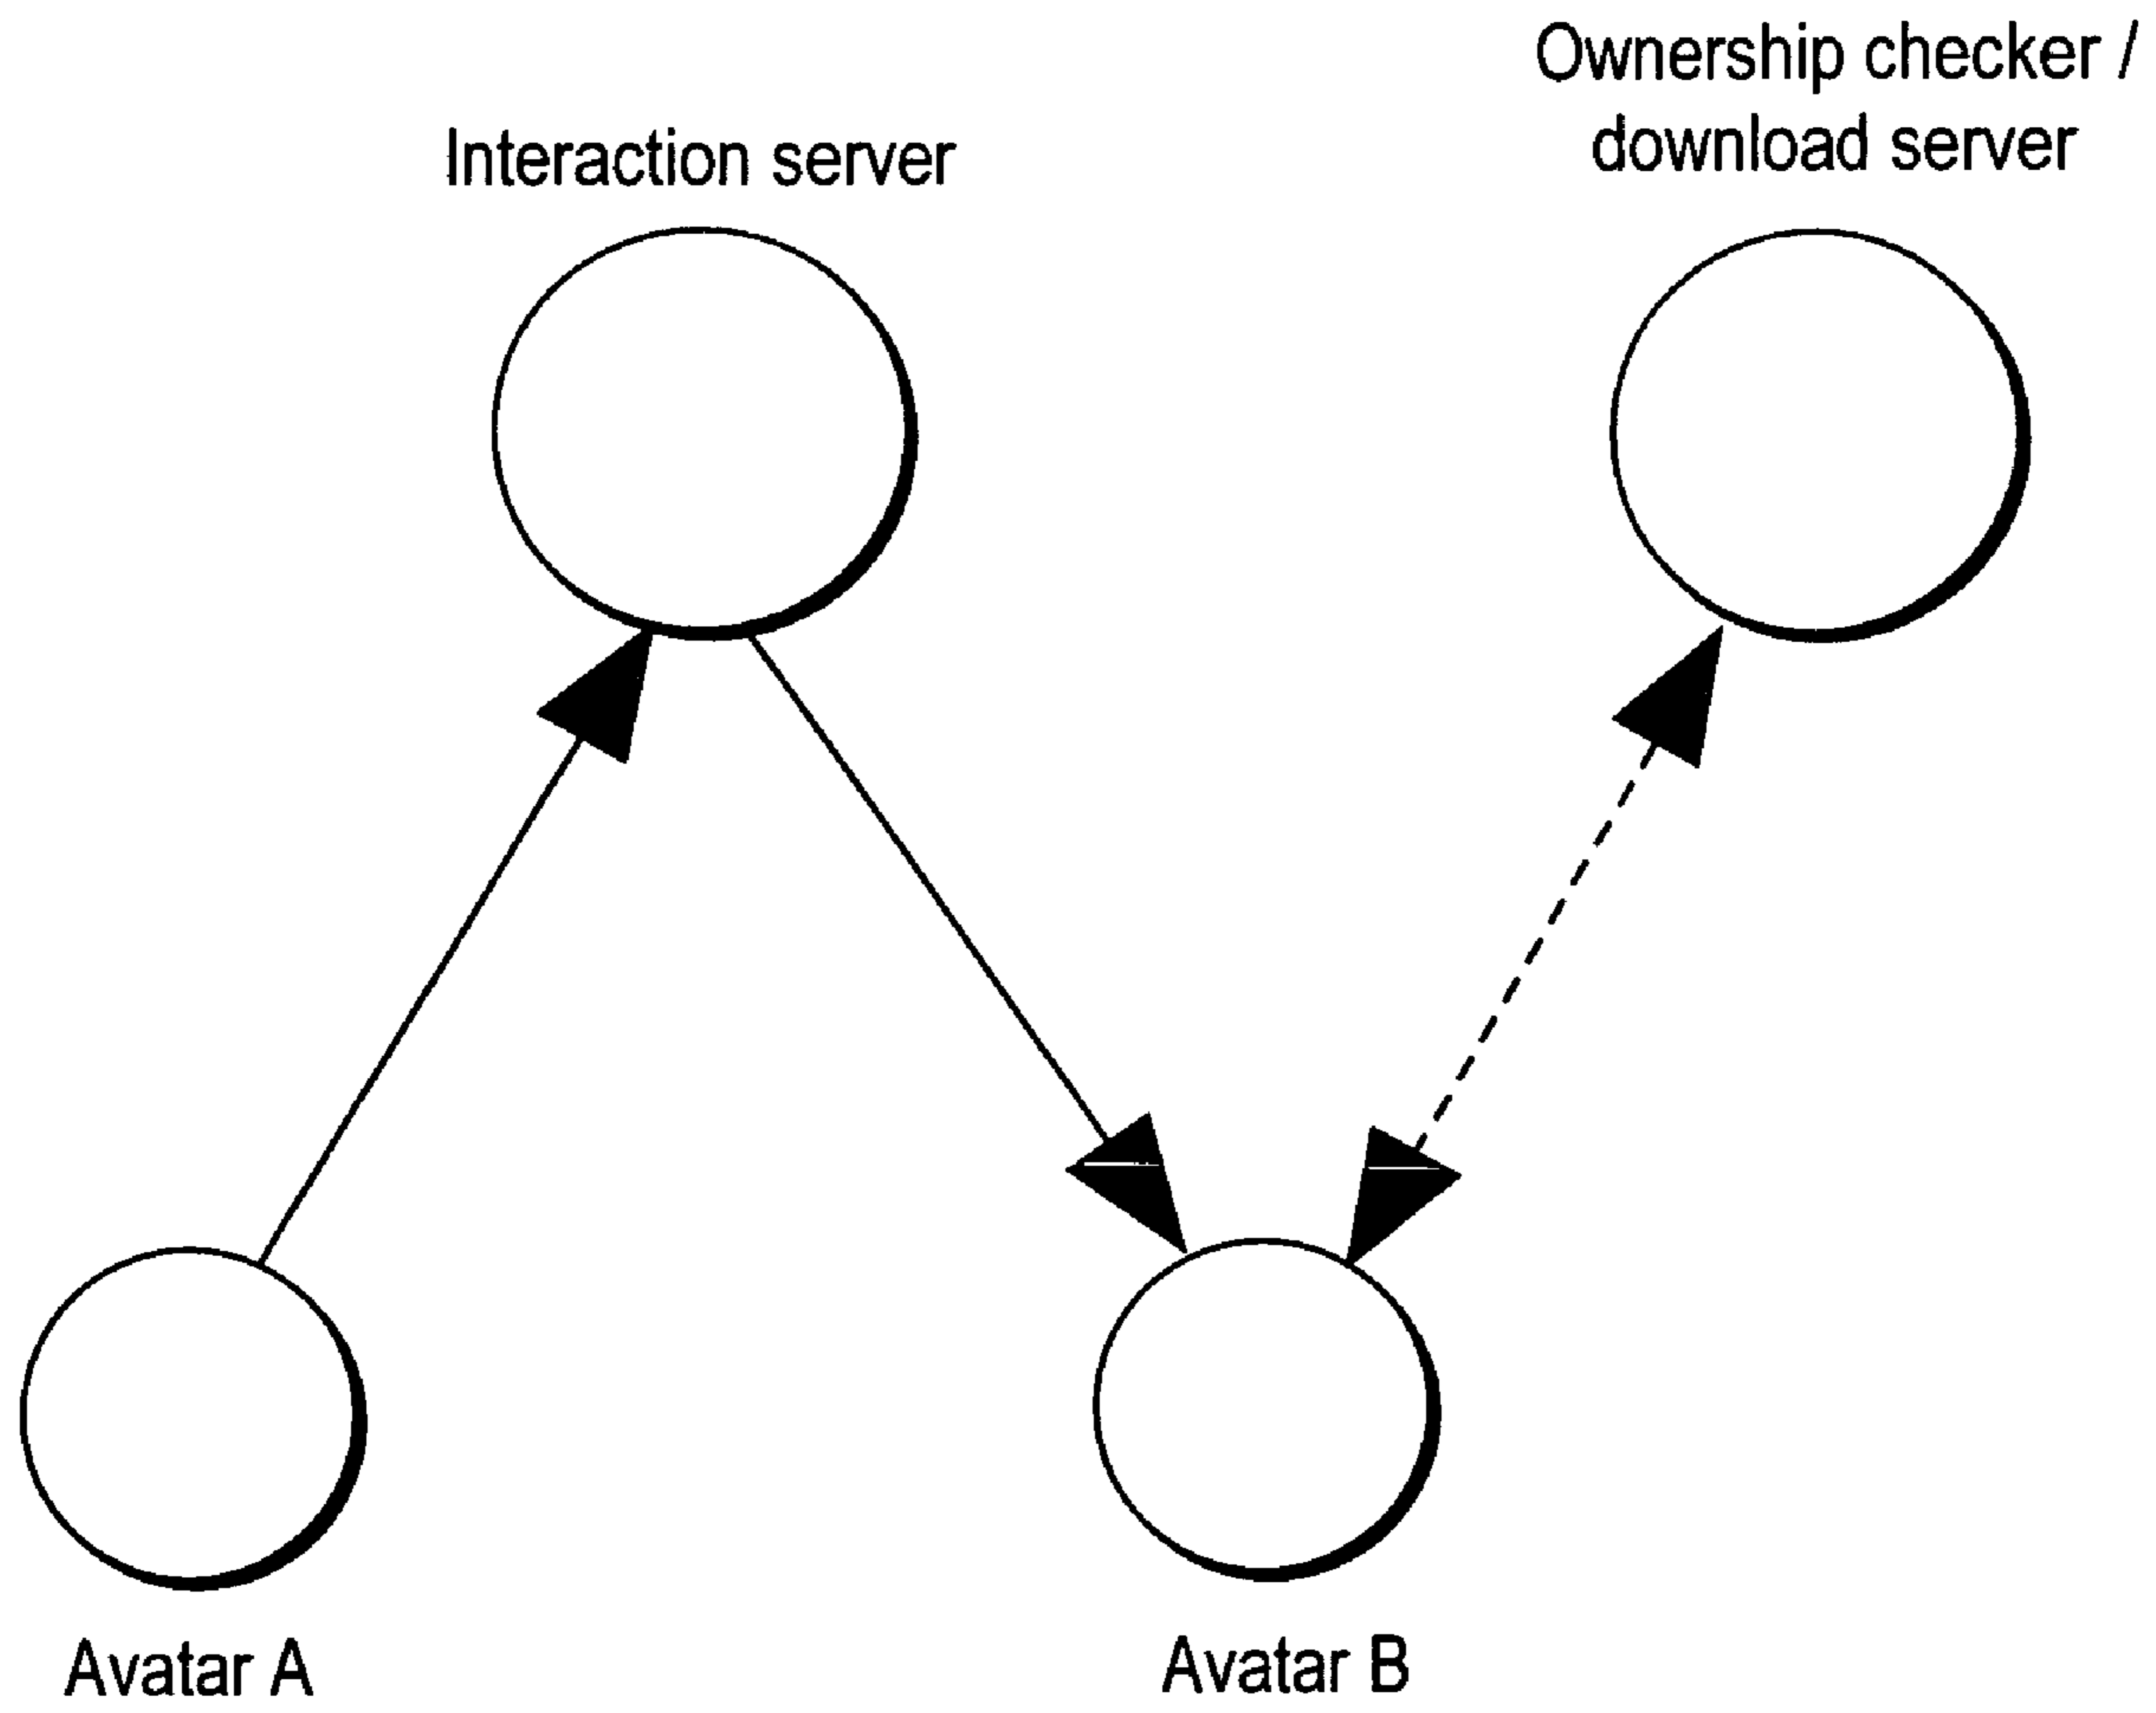 Ownership checker /
download server
Interaction server
Avatar A
Avatar B